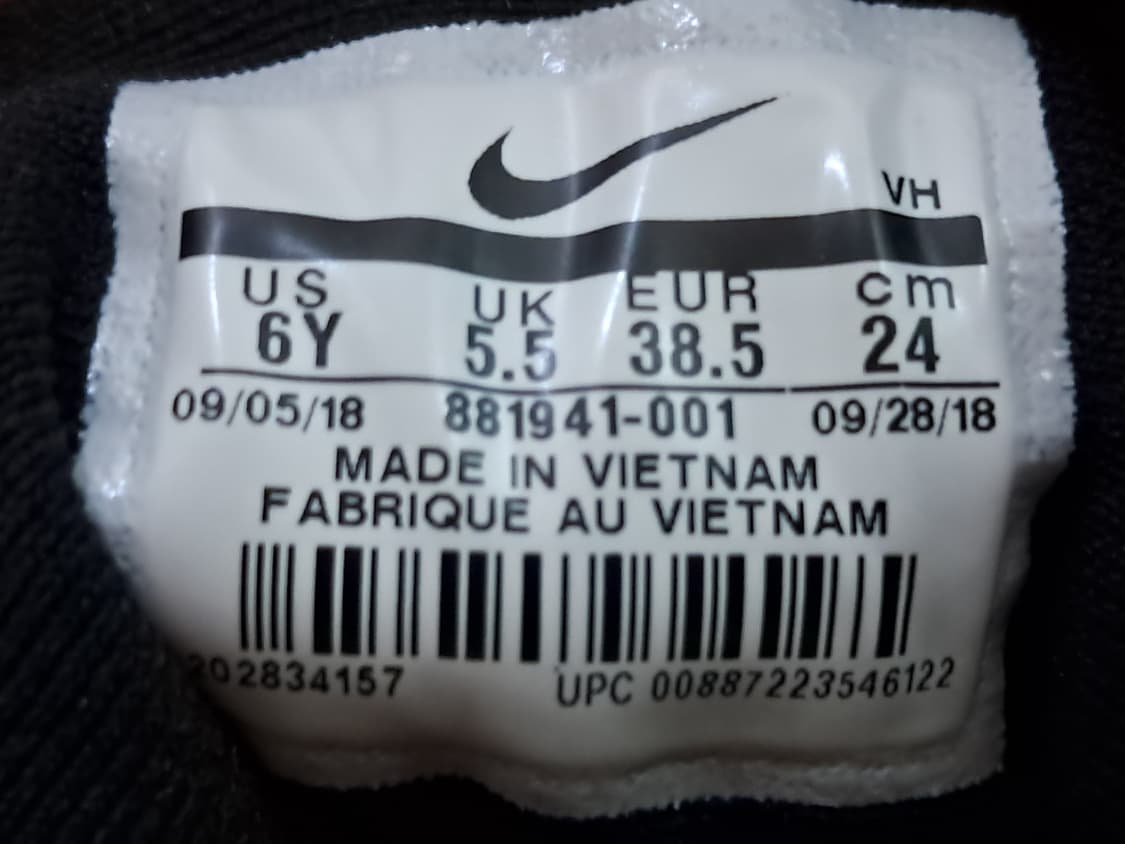 VH
US UK EUR cm
6Y 5.5 38.5 24
09/05/18 881941-001 09/28/18
MADE IN VIETNAM
FABRIQUE AU VIETNAM
202834157 UPC 00887223546122